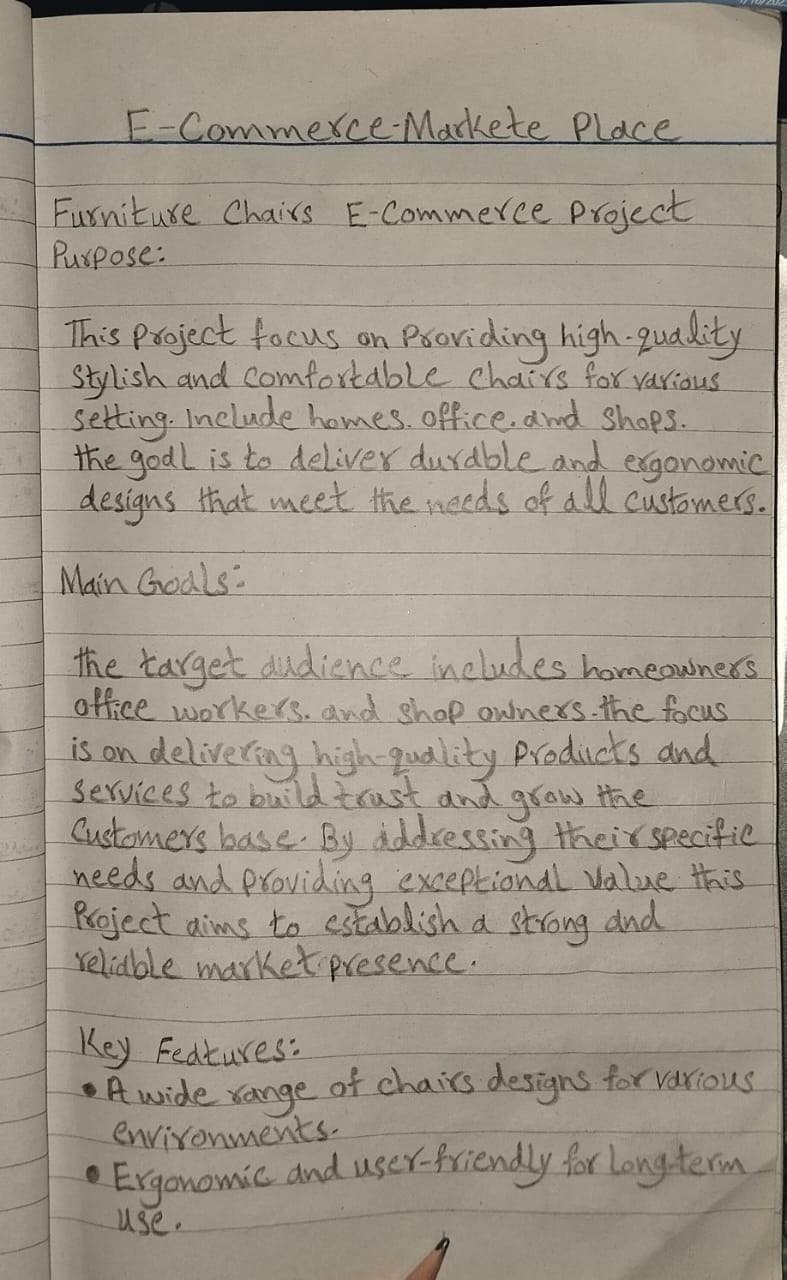 E-Commerce-Markete Place
Furniture Chairs E-Commerce Project
Purpose:
This Project focus on Providing high-quality
Stylish and Comfortable Chairs for various
setting. Include homes. office. and Shops.
the goal is to deliver durable and ergonomic
designs that meet the needs of all customers.
Main Goals:
the target audience includes homeowners
office workers. and shop owners. the focus
is on delivering high-quality Products and
services to build trust and grow the
Customers base. By addressing their specific
needs and providing exceptional Value this
Project aims to establish a strong and
reliable market presence.
Key Features:
• A wide range of chairs designs for various
environments.
• Ergonomic and user-friendly for Long-term
use.